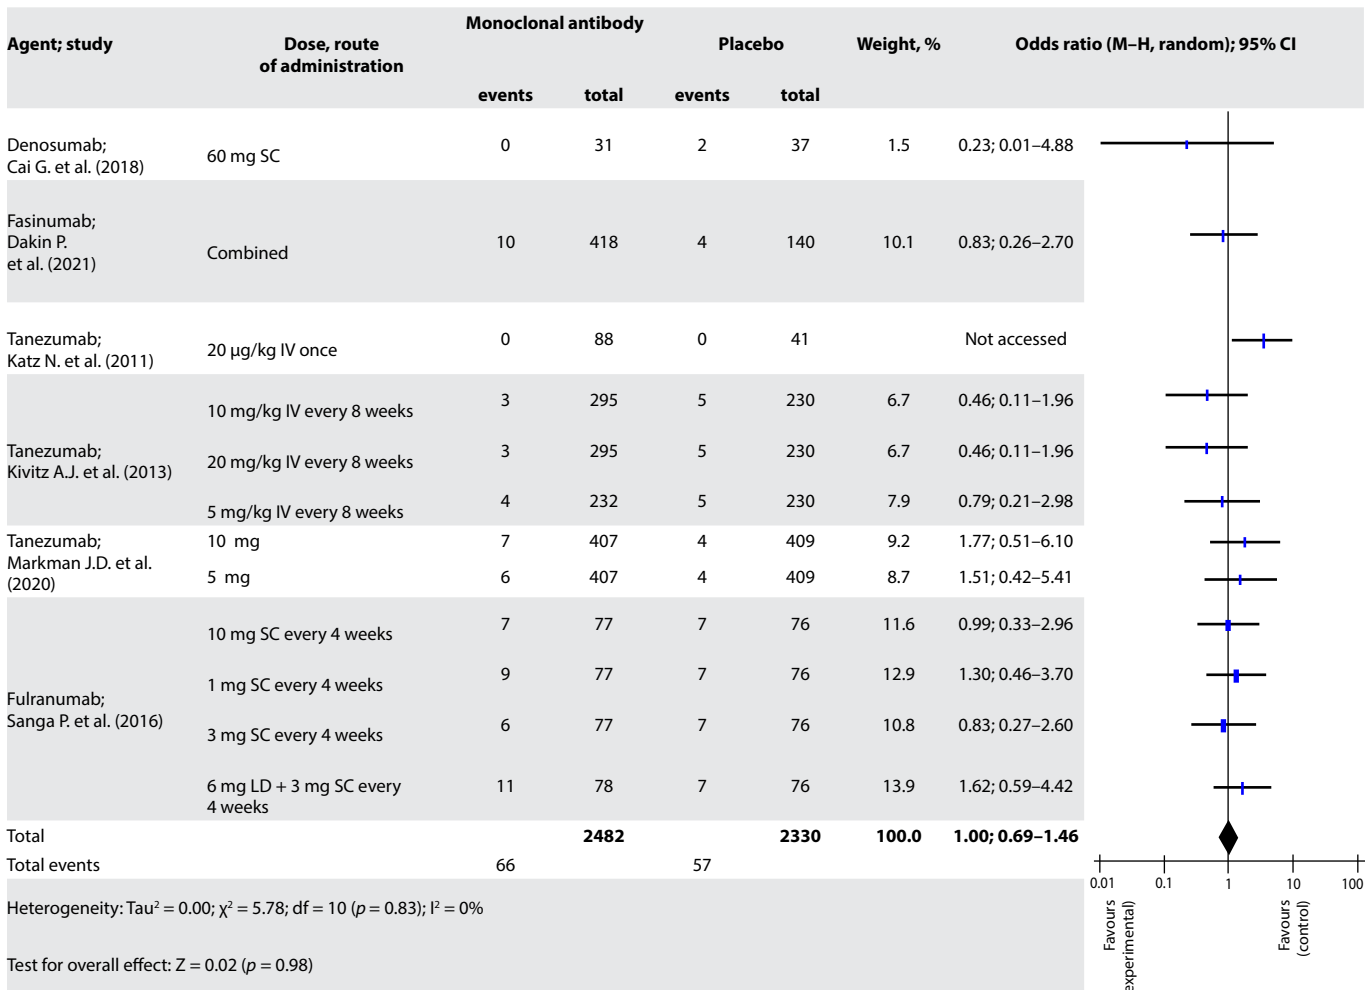 Monoclonal antibody
Agent; study Dose, route Placebo Weight, % Odds ratio (M–H, random); 95% CI
of administration
events total events total
Denosumab; 0 31 2 37 1.5 0.23; 0.01–4.88
Cai G. et al. (2018) 60 mg SC
Fasinumab;
Dakin P. 10 418 4 140 10.1 0.83; 0.26–2.70
et al. (2021) Combined
Tanezumab; 0 88 0 41 Not accessed
Katz N. et al. (2011) 20 µg/kg IV once
10 mg/kg IV every 8 weeks 3 295 5 230 6.7 0.46; 0.11–1.96
Tanezumab; 20 mg/kg IV every 8 weeks 3 295 5 230 6.7 0.46; 0.11–1.96
Kivitz A.J. et al. (2013)
5 mg/kg IV every 8 weeks 4 232 5 230 7.9 0.79; 0.21–2.98
Tanezumab; 10 mg 7 407 4 409 9.2 1.77; 0.51–6.10
Markman J.D. et al.
(2020) 5 mg 6 407 4 409 8.7 1.51; 0.42–5.41
10 mg SC every 4 weeks 7 77 7 76 11.6 0.99; 0.33–2.96
1 mg SC every 4 weeks 9 77 7 76 12.9 1.30; 0.46–3.70
Fulranumab;
Sanga P. et al. (2016)
3 mg SC every 4 weeks 6 77 7 76 10.8 0.83; 0.27–2.60
6 mg LD + 3 mg SC every 11 78 7 76 13.9 1.62; 0.59–4.42
4 weeks
Total 2482 2330 100.0 1.00; 0.69–1.46
Total events 66 57
0.01 0.1 1 10 100
Favours
experimental)
Favours
(control)
Heterogeneity: Tau² = 0.00; χ² = 5.78; df = 10 (p = 0.83); I² = 0%
Test for overall effect: Z = 0.02 (p = 0.98)